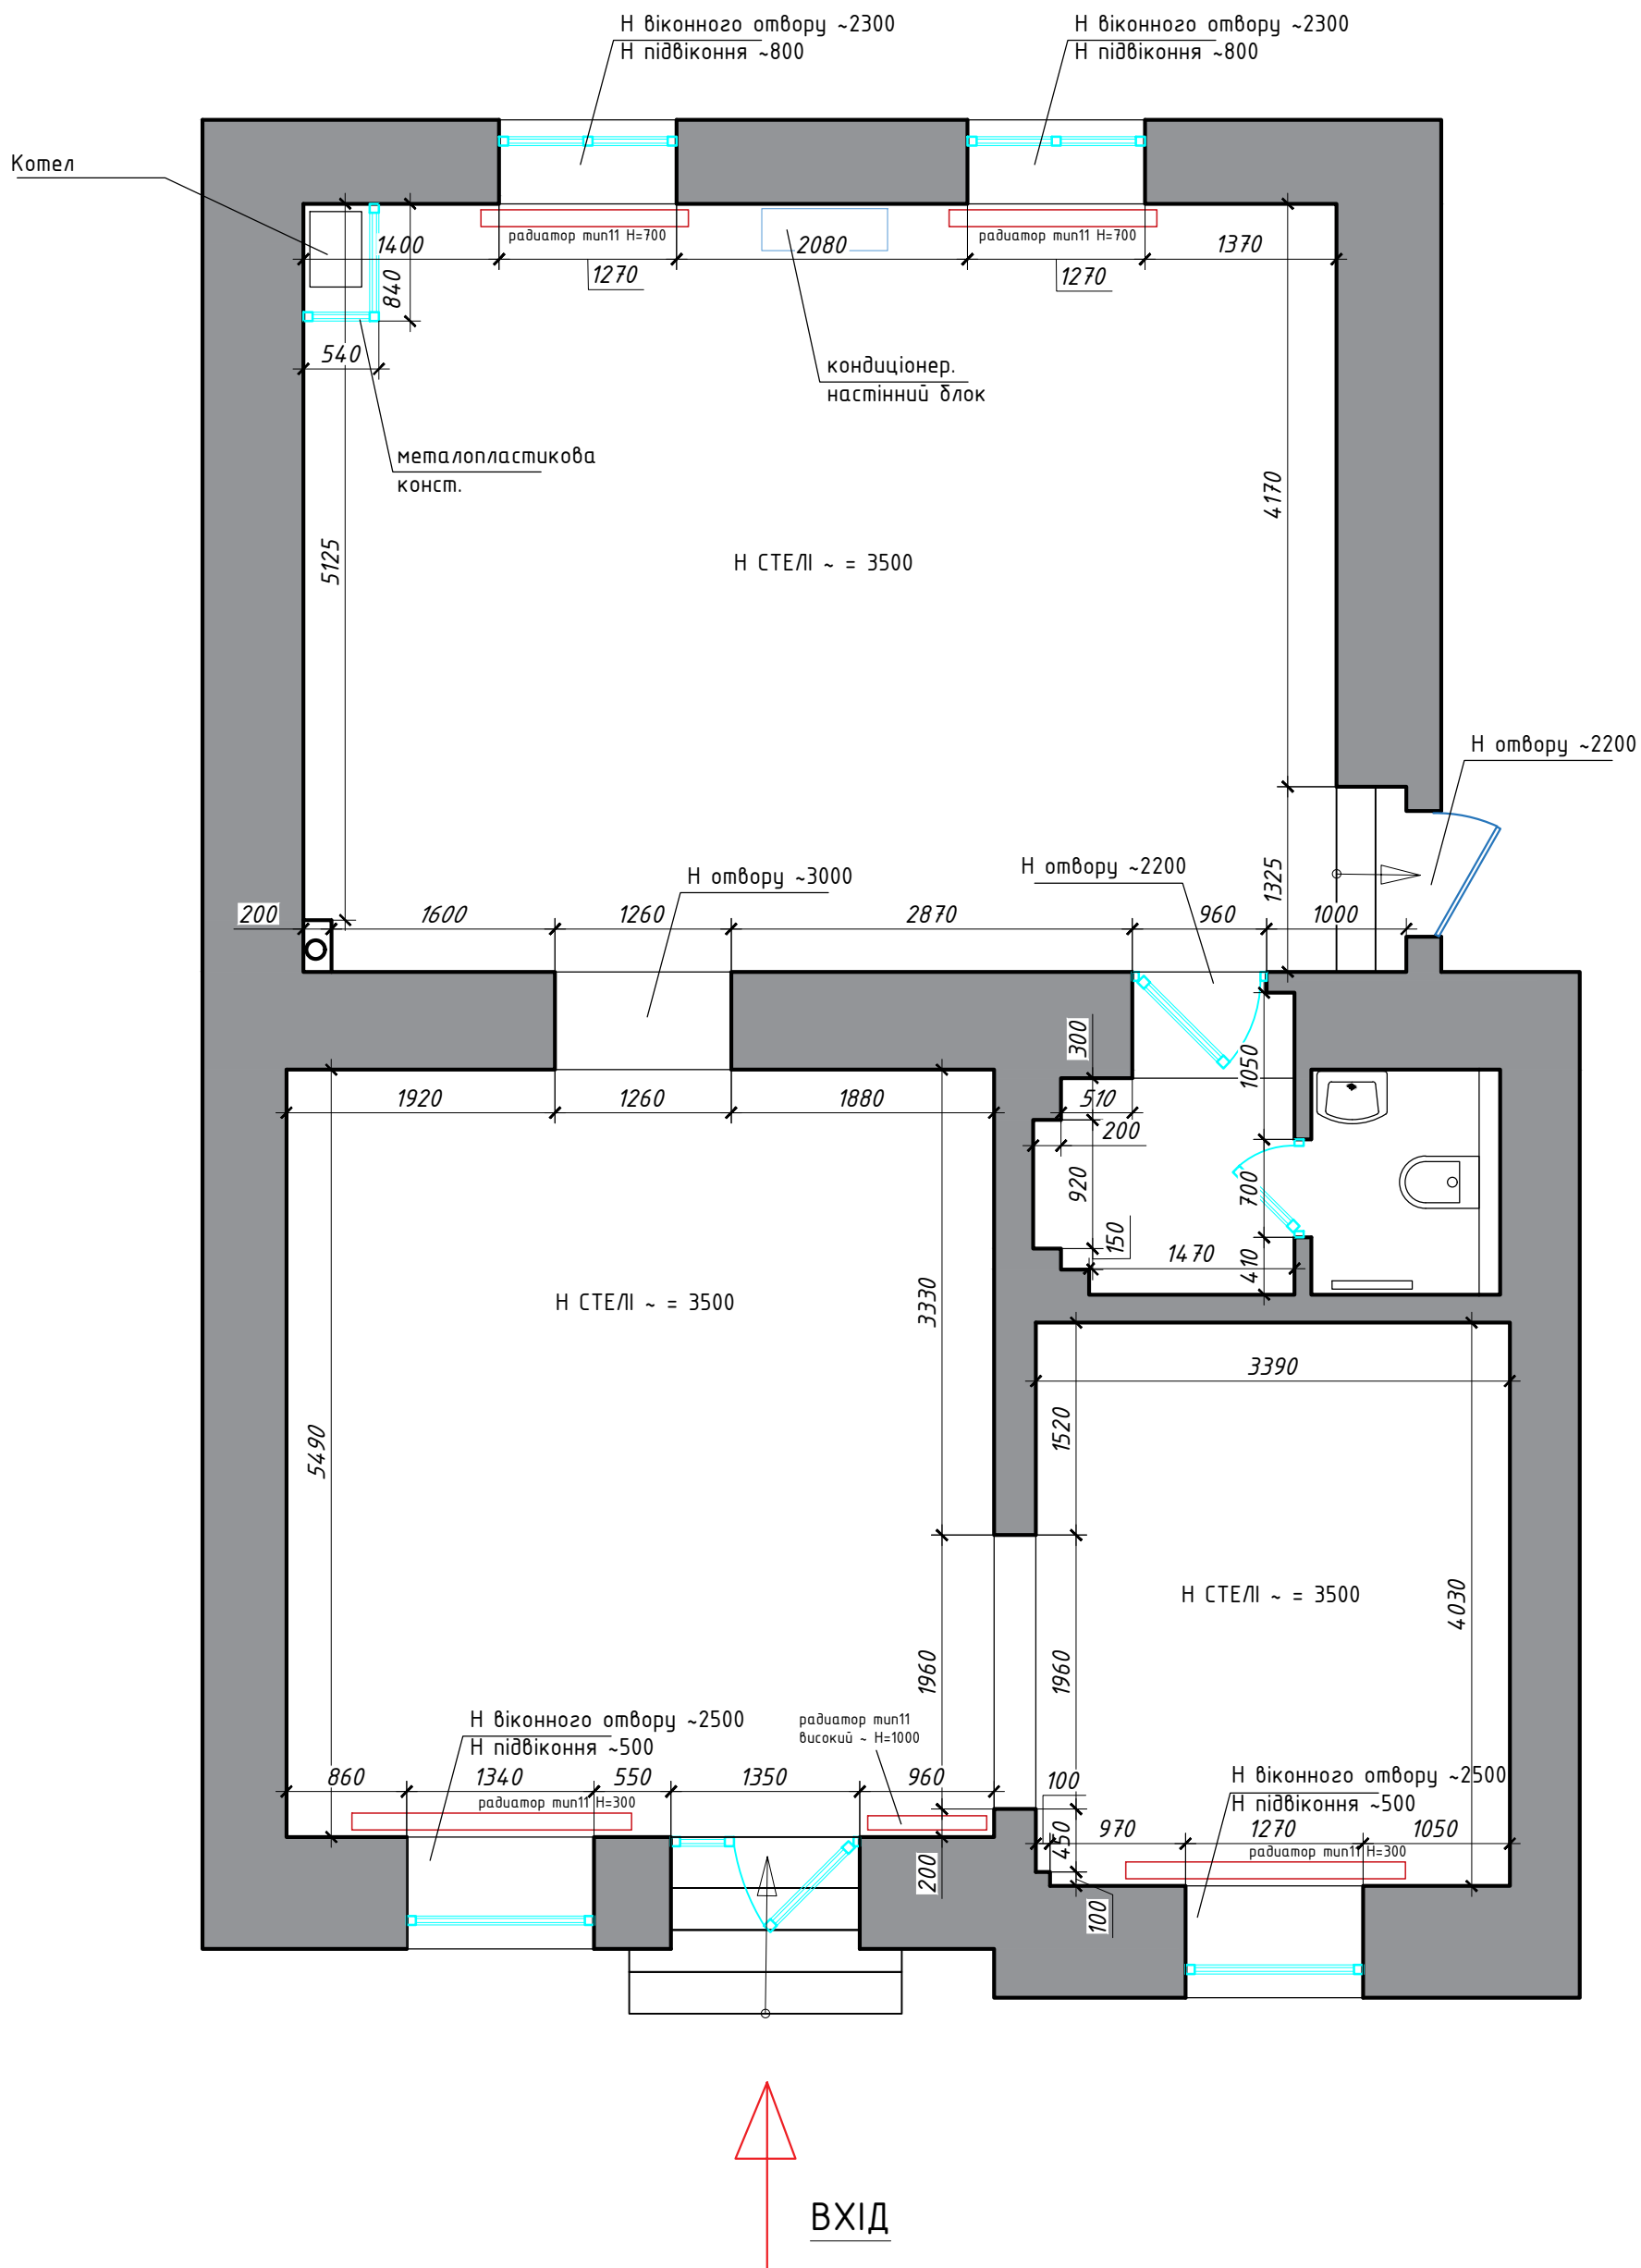 Н віконного отвору ~2300
Н підвіконня ~800
Н віконного отвору ~2300
Н підвіконня ~800
Котел
радиатор тип11 Н=700
радиатор тип11 Н=700
1400
2080
1370
1270
1270
840
540
кондиціонер.
настінний блок
металопластикова
конст.
4170
5125
Н СТЕЛІ ~ = 3500
Н отвору ~2200
Н отвору ~3000
Н отвору ~2200
1325
200
1600
1260
2870
960
1000
300
1050
1920
1260
1880
510
200
920
700
150
1470
410
3330
Н СТЕЛІ ~ = 3500
3390
1520
5490
Н СТЕЛІ ~ = 3500
4030
1960
1960
Н віконного отвору ~2500
Н підвіконня ~500
радиатор тип11
високий ~ Н=1000
860
1340
550
1350
960
100
Н віконного отвору ~2500
Н підвіконня ~500
радиатор тип11 Н=300
450
970
1270
1050
радиатор тип11 Н=300
200
100
ВХІД